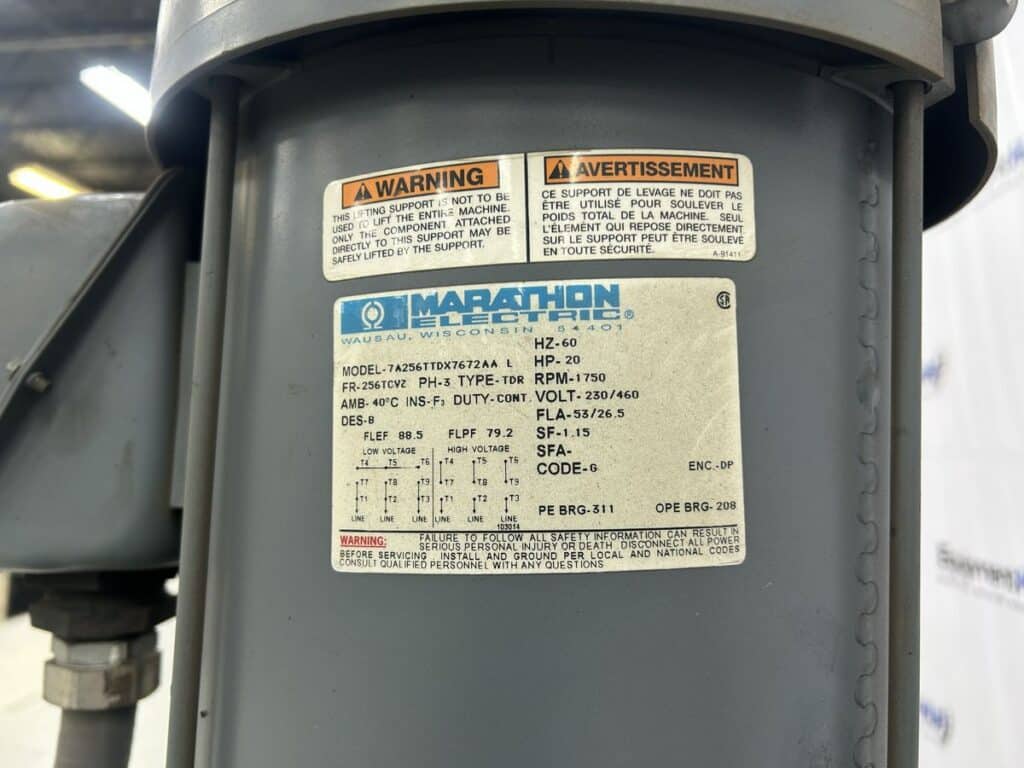 WARNING
THIS LIFTING SUPPORT IS NOT TO BE
USED TO LIFT THE ENTIRE MACHINE
ONLY THE COMPONENT ATTACHED
DIRECTLY TO THIS SUPPORT MAY BE
SAFELY LIFTED BY THE SUPPORT.
AVERTISSEMENT
CE SUPPORT DE LEVAGE NE DOIT PAS
ÊTRE UTILISÉ POUR SOULEVER LE
POIDS TOTAL DE LA MACHINE. SEUL
L'ÉLEMENT QUI REPOSE DIRECTEMENT
SUR LE SUPPORT PEUT ÊTRE SOULEVÉ
EN TOUTE SÉCURITÉ.
A-91411
MARATHON
ELECTRIC®
WAUSAU, WISCONSIN 54401
MODEL-7A256TTDX7672AA L
FR-256TCVZ PH-3 TYPE-TDR
AMB-40°C INS-F3 DUTY-CONT.
DES-B
FLEF 88.5 FLPF 79.2
HZ-60
HP-20
RPM-1750
VOLT-230/460
FLA-53/26.5
SF-1.15
SFA-
CODE-G ENC.-DP
PE BRG-311 OPE BRG-208
LOW VOLTAGE HIGH VOLTAGE
T4 T5 T6 T4 T5 T6
T7 T8 T9 T7 T8 T9
T1 T2 T3 T1 T2 T3
LINE LINE LINE LINE LINE LINE
103014
WARNING: FAILURE TO FOLLOW ALL SAFETY INFORMATION CAN RESULT IN
SERIOUS PERSONAL INJURY OR DEATH. DISCONNECT ALL POWER
BEFORE SERVICING. INSTALL AND GROUND PER LOCAL AND NATIONAL CODES
CONSULT QUALIFIED PERSONNEL WITH ANY QUESTIONS